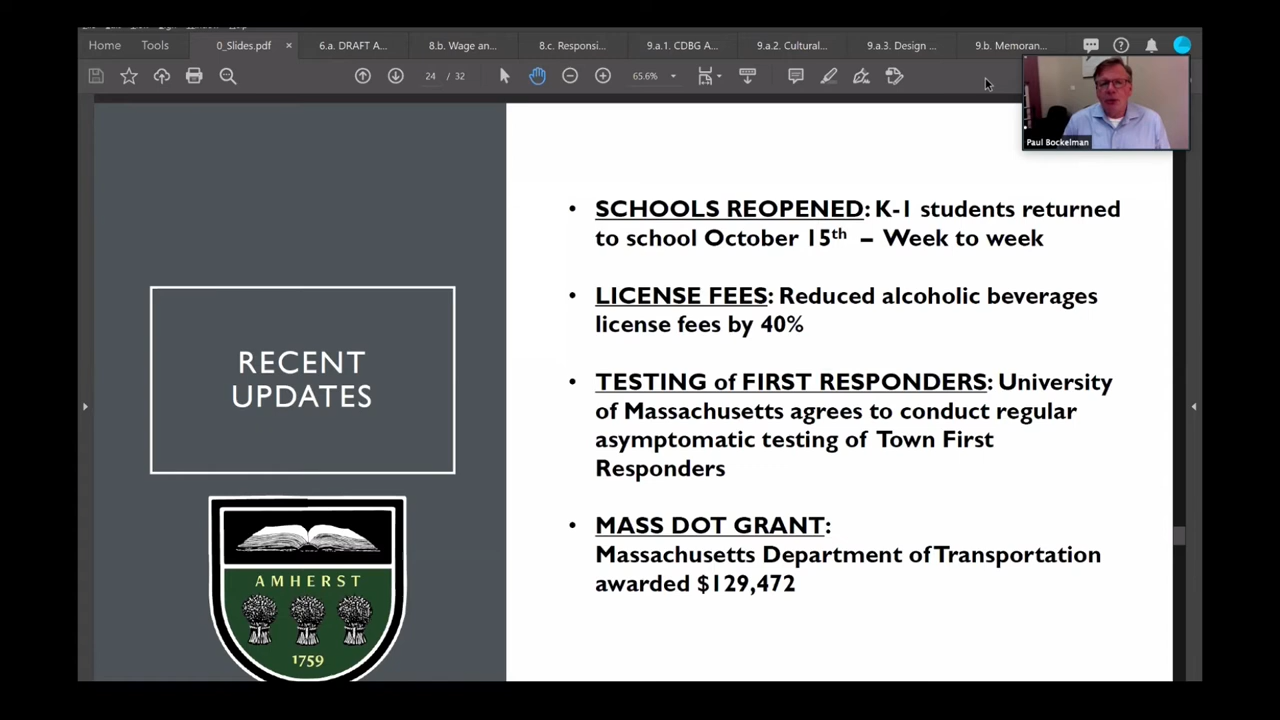 Home
Tools
0_Slides.pdf
×
6.a. DRAFT A...
8.b. Wage an...
8.c. Responsi...
9.a.1. CDBG A...
9.a.2. Cultural...
9.a.3. Design ...
9.b. Memoran...
24 / 32
65.6%
Paul Bockelman
• SCHOOLS REOPENED: K-1 students returned
to school October 15th – Week to week
• LICENSE FEES: Reduced alcoholic beverages
license fees by 40%
RECENT
UPDATES
• TESTING of FIRST RESPONDERS: University
of Massachusetts agrees to conduct regular
asymptomatic testing of Town First
Responders
• MASS DOT GRANT:
Massachusetts Department of Transportation
awarded $129,472
AMHERST
1759